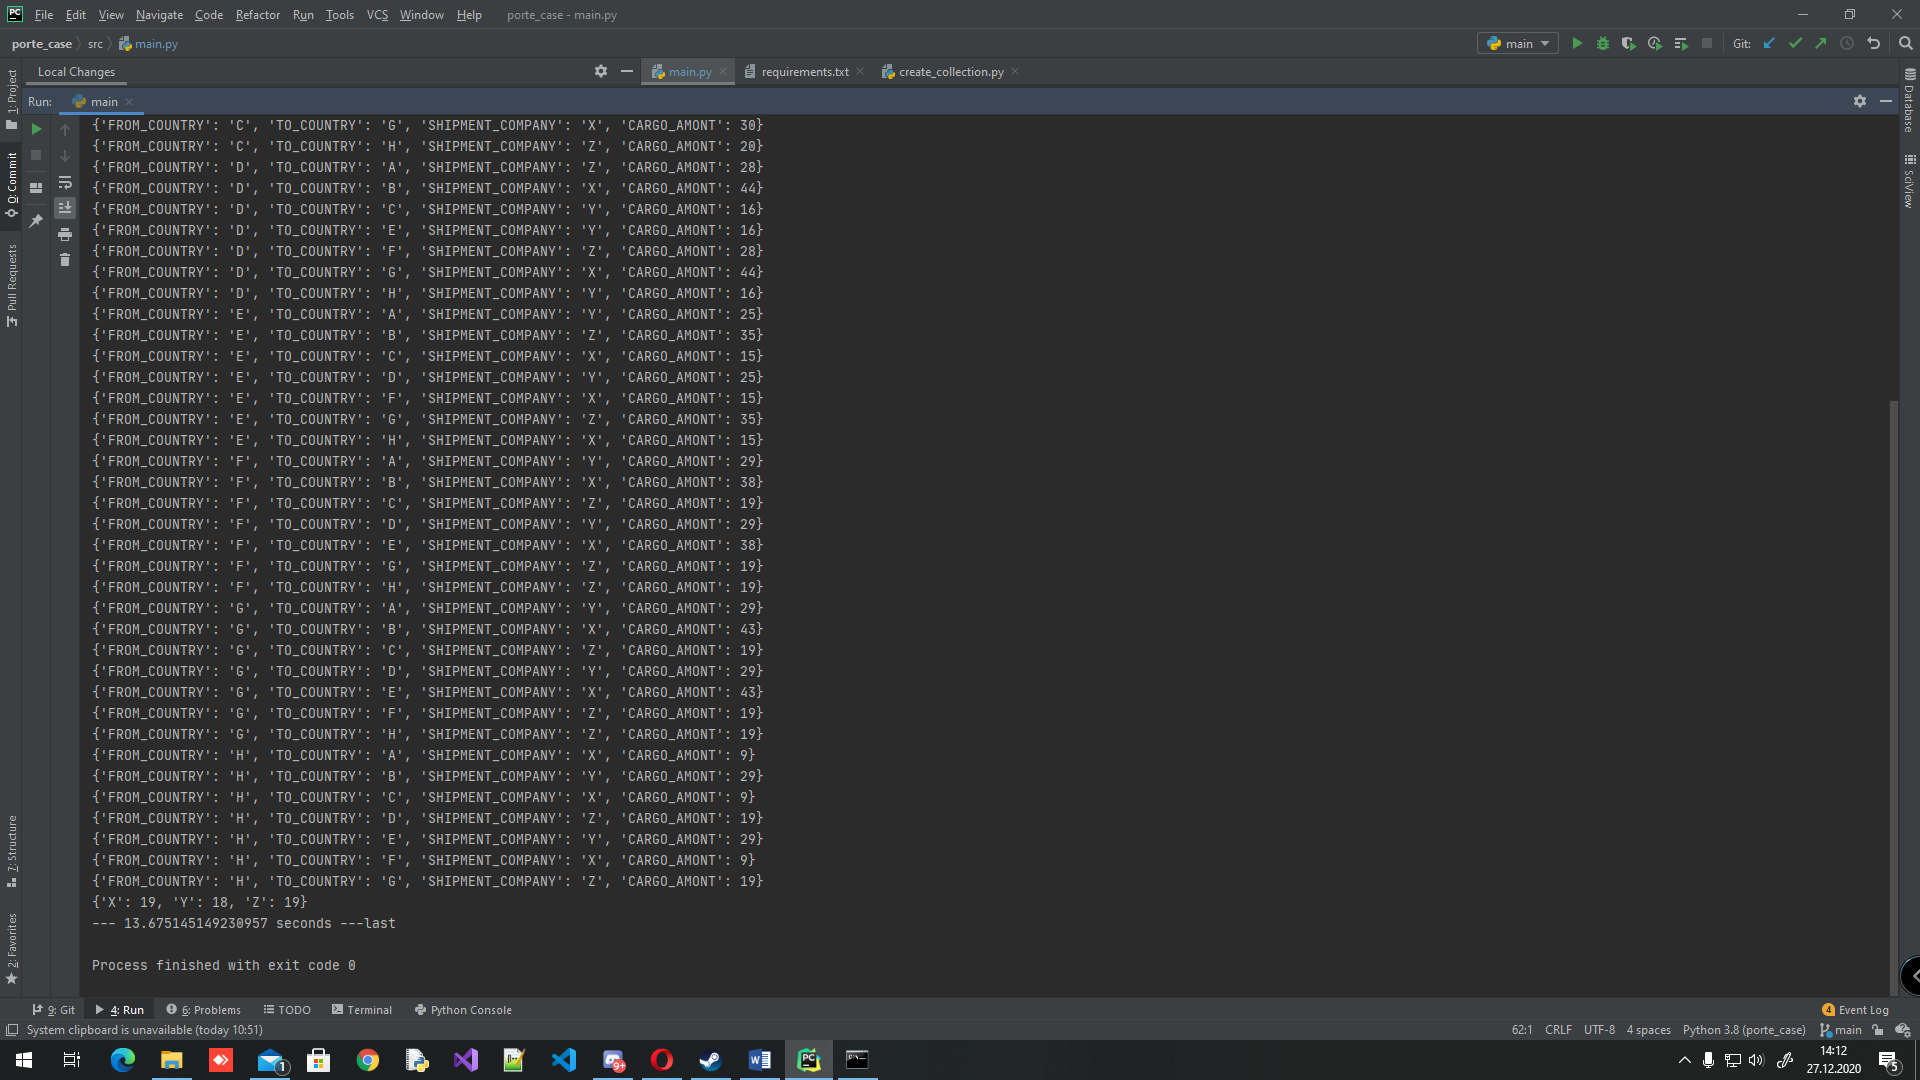 File Edit View Navigate Code Refactor Run Tools VCS Window Help porte_case - main.py
porte_case src main.py main Git:
Local Changes main.py requirements.txt create_collection.py
Run: main
1: Project
0: Commit
Pull Requests
7: Structure
2: Favorites
Database
SciView
{'FROM_COUNTRY': 'C', 'TO_COUNTRY': 'G', 'SHIPMENT_COMPANY': 'X', 'CARGO_AMONT': 30}
{'FROM_COUNTRY': 'C', 'TO_COUNTRY': 'H', 'SHIPMENT_COMPANY': 'Z', 'CARGO_AMONT': 20}
{'FROM_COUNTRY': 'D', 'TO_COUNTRY': 'A', 'SHIPMENT_COMPANY': 'Z', 'CARGO_AMONT': 28}
{'FROM_COUNTRY': 'D', 'TO_COUNTRY': 'B', 'SHIPMENT_COMPANY': 'X', 'CARGO_AMONT': 44}
{'FROM_COUNTRY': 'D', 'TO_COUNTRY': 'C', 'SHIPMENT_COMPANY': 'Y', 'CARGO_AMONT': 16}
{'FROM_COUNTRY': 'D', 'TO_COUNTRY': 'E', 'SHIPMENT_COMPANY': 'Y', 'CARGO_AMONT': 16}
{'FROM_COUNTRY': 'D', 'TO_COUNTRY': 'F', 'SHIPMENT_COMPANY': 'Z', 'CARGO_AMONT': 28}
{'FROM_COUNTRY': 'D', 'TO_COUNTRY': 'G', 'SHIPMENT_COMPANY': 'X', 'CARGO_AMONT': 44}
{'FROM_COUNTRY': 'D', 'TO_COUNTRY': 'H', 'SHIPMENT_COMPANY': 'Y', 'CARGO_AMONT': 16}
{'FROM_COUNTRY': 'E', 'TO_COUNTRY': 'A', 'SHIPMENT_COMPANY': 'Y', 'CARGO_AMONT': 25}
{'FROM_COUNTRY': 'E', 'TO_COUNTRY': 'B', 'SHIPMENT_COMPANY': 'Z', 'CARGO_AMONT': 35}
{'FROM_COUNTRY': 'E', 'TO_COUNTRY': 'C', 'SHIPMENT_COMPANY': 'X', 'CARGO_AMONT': 15}
{'FROM_COUNTRY': 'E', 'TO_COUNTRY': 'D', 'SHIPMENT_COMPANY': 'Y', 'CARGO_AMONT': 25}
{'FROM_COUNTRY': 'E', 'TO_COUNTRY': 'F', 'SHIPMENT_COMPANY': 'X', 'CARGO_AMONT': 15}
{'FROM_COUNTRY': 'E', 'TO_COUNTRY': 'G', 'SHIPMENT_COMPANY': 'Z', 'CARGO_AMONT': 35}
{'FROM_COUNTRY': 'E', 'TO_COUNTRY': 'H', 'SHIPMENT_COMPANY': 'X', 'CARGO_AMONT': 15}
{'FROM_COUNTRY': 'F', 'TO_COUNTRY': 'A', 'SHIPMENT_COMPANY': 'Y', 'CARGO_AMONT': 29}
{'FROM_COUNTRY': 'F', 'TO_COUNTRY': 'B', 'SHIPMENT_COMPANY': 'X', 'CARGO_AMONT': 38}
{'FROM_COUNTRY': 'F', 'TO_COUNTRY': 'C', 'SHIPMENT_COMPANY': 'Z', 'CARGO_AMONT': 19}
{'FROM_COUNTRY': 'F', 'TO_COUNTRY': 'D', 'SHIPMENT_COMPANY': 'Y', 'CARGO_AMONT': 29}
{'FROM_COUNTRY': 'F', 'TO_COUNTRY': 'E', 'SHIPMENT_COMPANY': 'X', 'CARGO_AMONT': 38}
{'FROM_COUNTRY': 'F', 'TO_COUNTRY': 'G', 'SHIPMENT_COMPANY': 'Z', 'CARGO_AMONT': 19}
{'FROM_COUNTRY': 'F', 'TO_COUNTRY': 'H', 'SHIPMENT_COMPANY': 'Z', 'CARGO_AMONT': 19}
{'FROM_COUNTRY': 'G', 'TO_COUNTRY': 'A', 'SHIPMENT_COMPANY': 'Y', 'CARGO_AMONT': 29}
{'FROM_COUNTRY': 'G', 'TO_COUNTRY': 'B', 'SHIPMENT_COMPANY': 'X', 'CARGO_AMONT': 43}
{'FROM_COUNTRY': 'G', 'TO_COUNTRY': 'C', 'SHIPMENT_COMPANY': 'Z', 'CARGO_AMONT': 19}
{'FROM_COUNTRY': 'G', 'TO_COUNTRY': 'D', 'SHIPMENT_COMPANY': 'Y', 'CARGO_AMONT': 29}
{'FROM_COUNTRY': 'G', 'TO_COUNTRY': 'E', 'SHIPMENT_COMPANY': 'X', 'CARGO_AMONT': 43}
{'FROM_COUNTRY': 'G', 'TO_COUNTRY': 'F', 'SHIPMENT_COMPANY': 'Z', 'CARGO_AMONT': 19}
{'FROM_COUNTRY': 'G', 'TO_COUNTRY': 'H', 'SHIPMENT_COMPANY': 'Z', 'CARGO_AMONT': 19}
{'FROM_COUNTRY': 'H', 'TO_COUNTRY': 'A', 'SHIPMENT_COMPANY': 'X', 'CARGO_AMONT': 9}
{'FROM_COUNTRY': 'H', 'TO_COUNTRY': 'B', 'SHIPMENT_COMPANY': 'Y', 'CARGO_AMONT': 29}
{'FROM_COUNTRY': 'H', 'TO_COUNTRY': 'C', 'SHIPMENT_COMPANY': 'X', 'CARGO_AMONT': 9}
{'FROM_COUNTRY': 'H', 'TO_COUNTRY': 'D', 'SHIPMENT_COMPANY': 'Z', 'CARGO_AMONT': 19}
{'FROM_COUNTRY': 'H', 'TO_COUNTRY': 'E', 'SHIPMENT_COMPANY': 'Y', 'CARGO_AMONT': 29}
{'FROM_COUNTRY': 'H', 'TO_COUNTRY': 'F', 'SHIPMENT_COMPANY': 'X', 'CARGO_AMONT': 9}
{'FROM_COUNTRY': 'H', 'TO_COUNTRY': 'G', 'SHIPMENT_COMPANY': 'Z', 'CARGO_AMONT': 19}
{'X': 19, 'Y': 18, 'Z': 19}
--- 13.675145149230957 seconds ---last
Process finished with exit code 0
9: Git 4: Run 6: Problems TODO Terminal Python Console 4 Event Log
System clipboard is unavailable (today 10:51) 62:1 CRLF UTF-8 4 spaces Python 3.8 (porte_case) main
1 9+ 14:12
27.12.2020 5